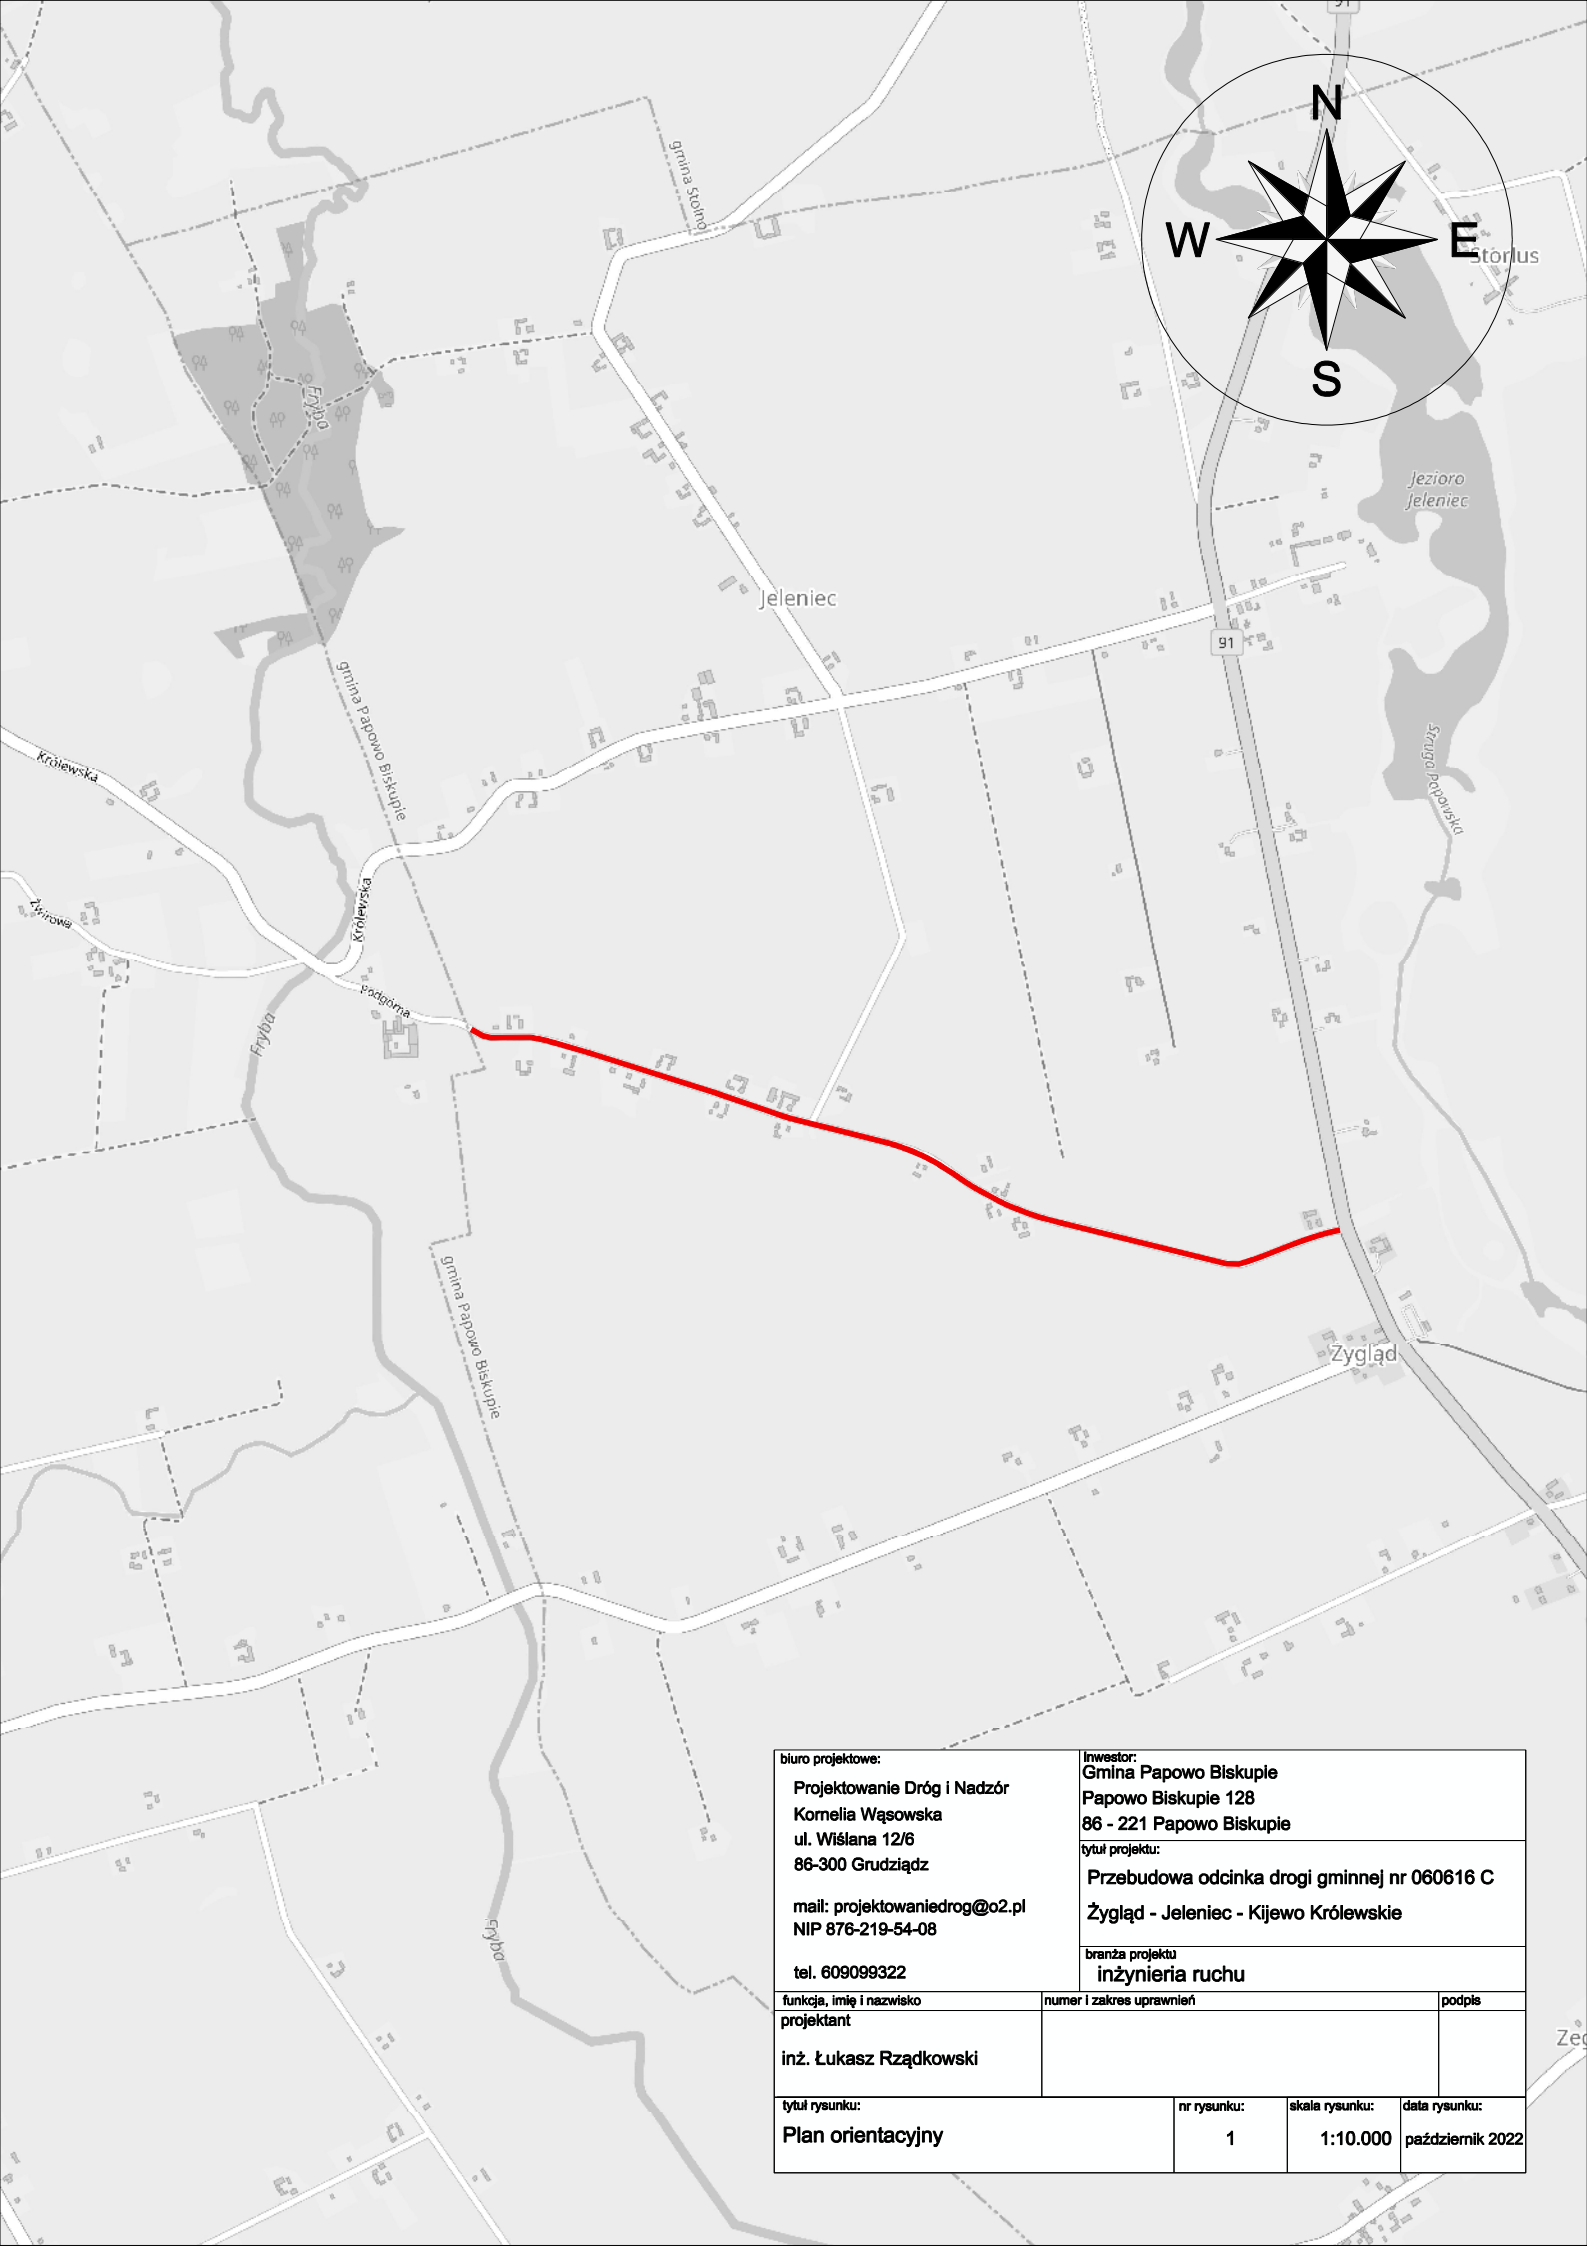 91
N
gmina Stolno
W
E
Storlus
S
Fryba
Jezioro
Jeleniec
Jeleniec
91
gmina Papowo Biskupie
Królewska
Struga Papowska
Królewska
Żwirowa
Podgórna
Fryba
gmina Papowo Biskupie
Żygląd
Fryba
biuro projektowe:
Projektowanie Dróg i Nadzór
Kornelia Wąsowska
ul. Wiślana 12/6
86-300 Grudziądz
mail: projektowaniedrog@o2.pl
NIP 876-219-54-08
tel. 609099322
Inwestor:
Gmina Papowo Biskupie
Papowo Biskupie 128
86 - 221 Papowo Biskupie
tytuł projektu:
Przebudowa odcinka drogi gminnej nr 060616 C
Żygląd - Jeleniec - Kijewo Królewskie
branża projektu
inżynieria ruchu
funkcja, imię i nazwisko
numer i zakres uprawnień
podpis
projektant
inż. Łukasz Rządkowski
Zeg
tytuł rysunku:
Plan orientacyjny
nr rysunku:
1
skala rysunku:
1:10.000
data rysunku:
październik 2022